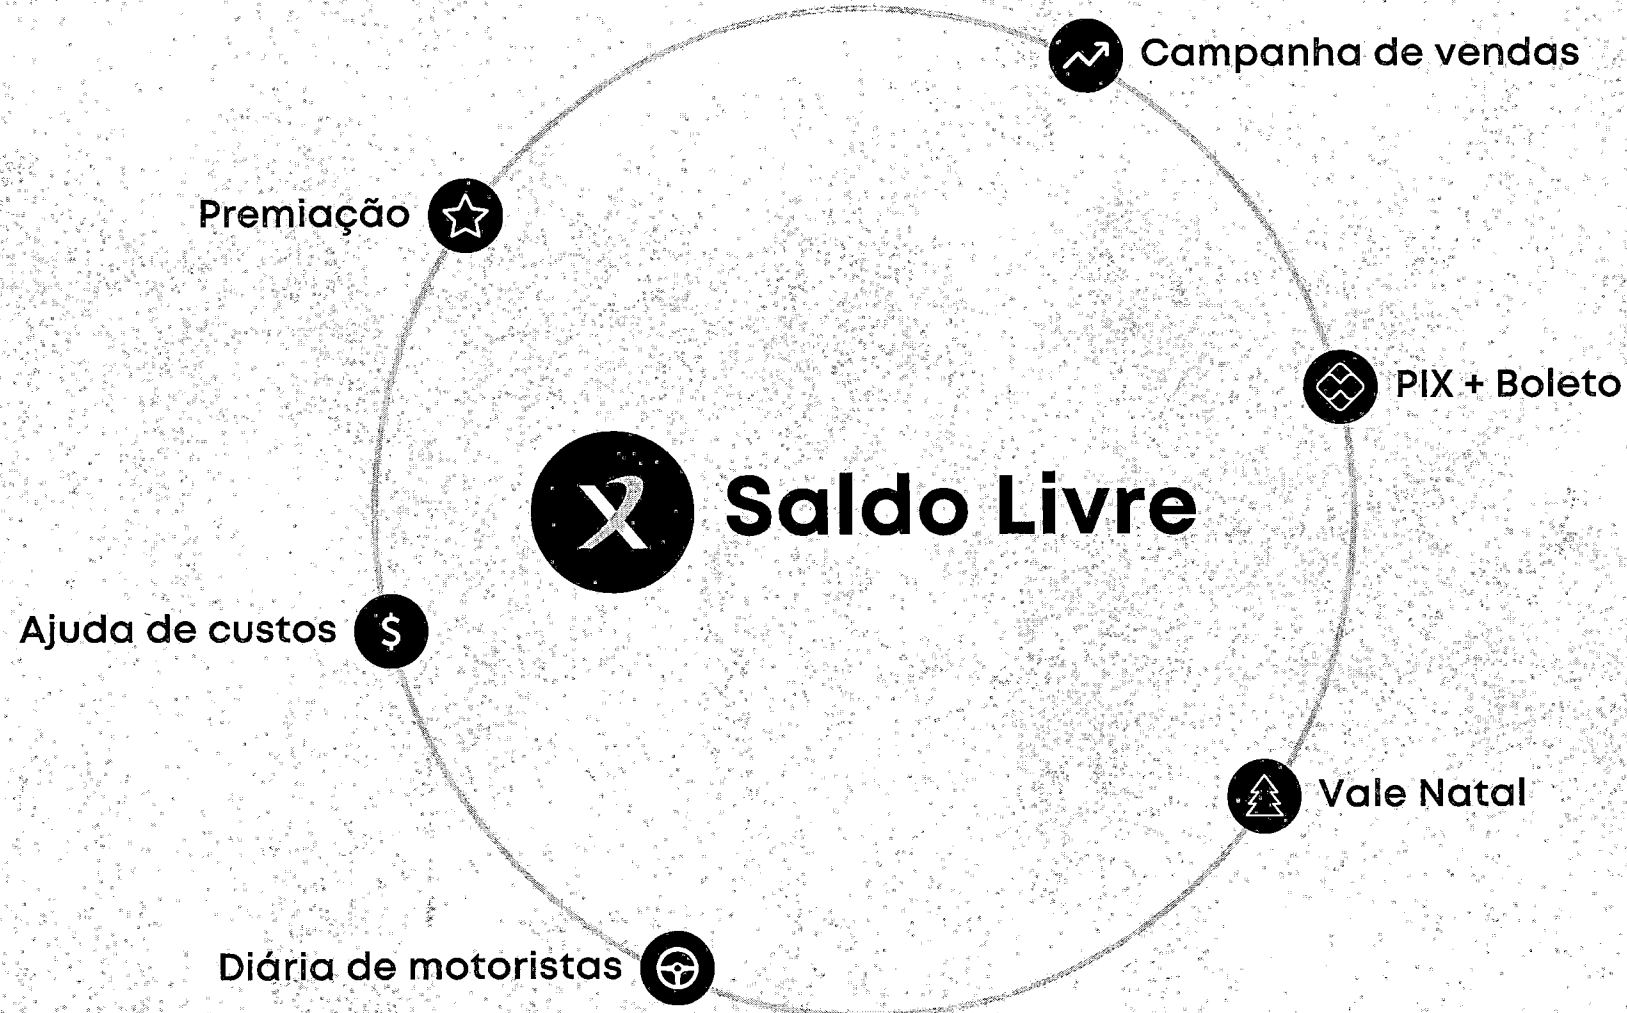 Campanha de vendas
Premiação
PIX + Boleto
Saldo Livre
Ajuda de custos
Vale Natal
Diária de motoristas